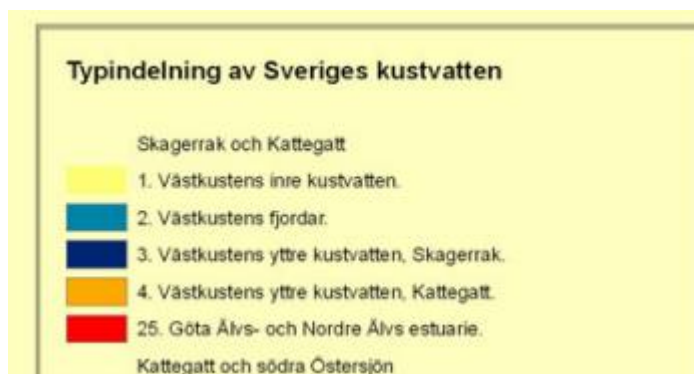 Typindelning av Sveriges kustvatten
Skagerrak och Kattegatt
1. Västkustens inre kustvatten.
2. Västkustens fjordar.
3. Västkustens yttre kustvatten, Skagerrak.
4. Västkustens yttre kustvatten, Kattegatt.
25. Göta Älvs- och Nordre Älvs estuarie.
Kattegatt och södra Östersjön